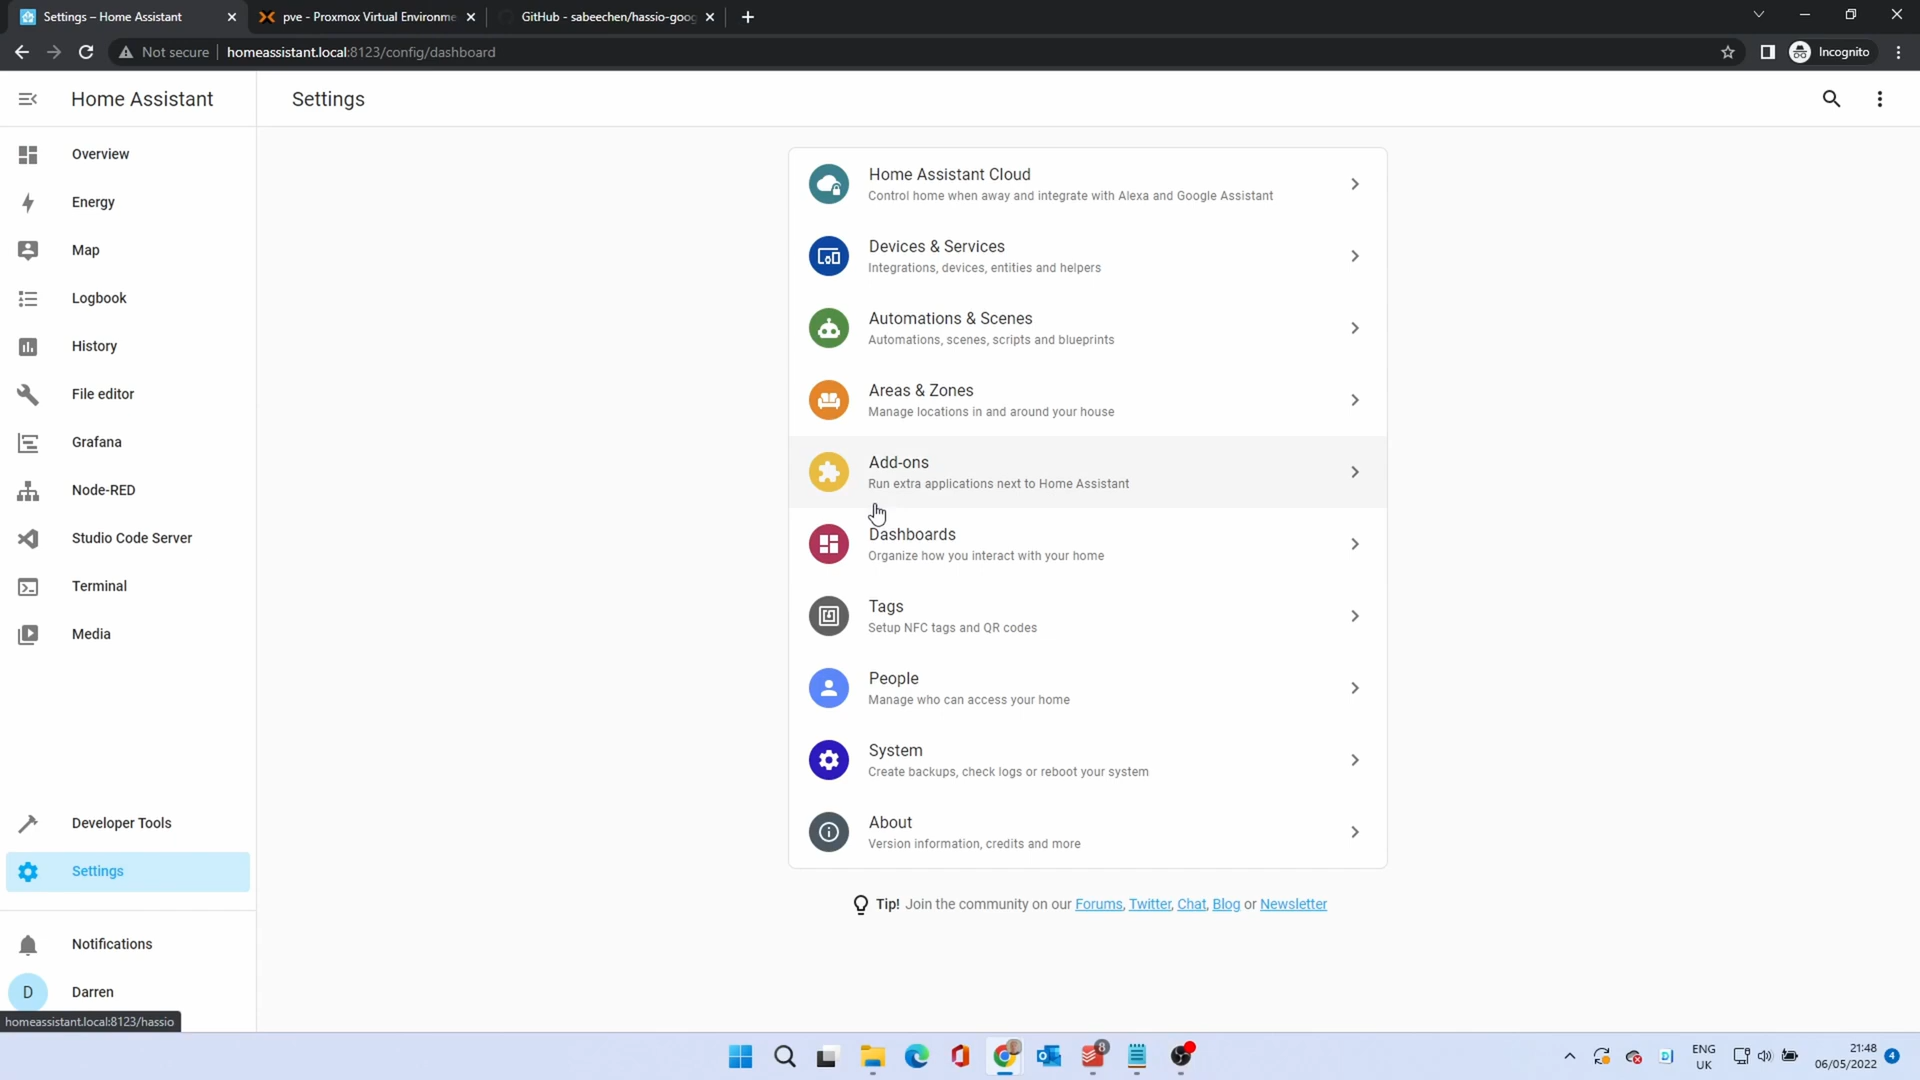 Settings – Home Assistant
pve - Proxmox Virtual Environme
GitHub - sabeechen/hassio-goog
Not secure
homeassistant.local:8123/config/dashboard
Incognito
Home Assistant
Settings
Overview
Energy
Map
Logbook
History
File editor
Grafana
Node-RED
Studio Code Server
Terminal
Media
Developer Tools
Settings
Notifications
D
Darren
homeassistant.local:8123/hassio
Home Assistant Cloud
Control home when away and integrate with Alexa and Google Assistant
Devices & Services
Integrations, devices, entities and helpers
Automations & Scenes
Automations, scenes, scripts and blueprints
Areas & Zones
Manage locations in and around your house
Add-ons
Run extra applications next to Home Assistant
Dashboards
Organize how you interact with your home
Tags
Setup NFC tags and QR codes
People
Manage who can access your home
System
Create backups, check logs or reboot your system
About
Version information, credits and more
Tip! Join the community on our Forums, Twitter, Chat, Blog or Newsletter
8
D
ENG
UK
21:48
06/05/2022
4